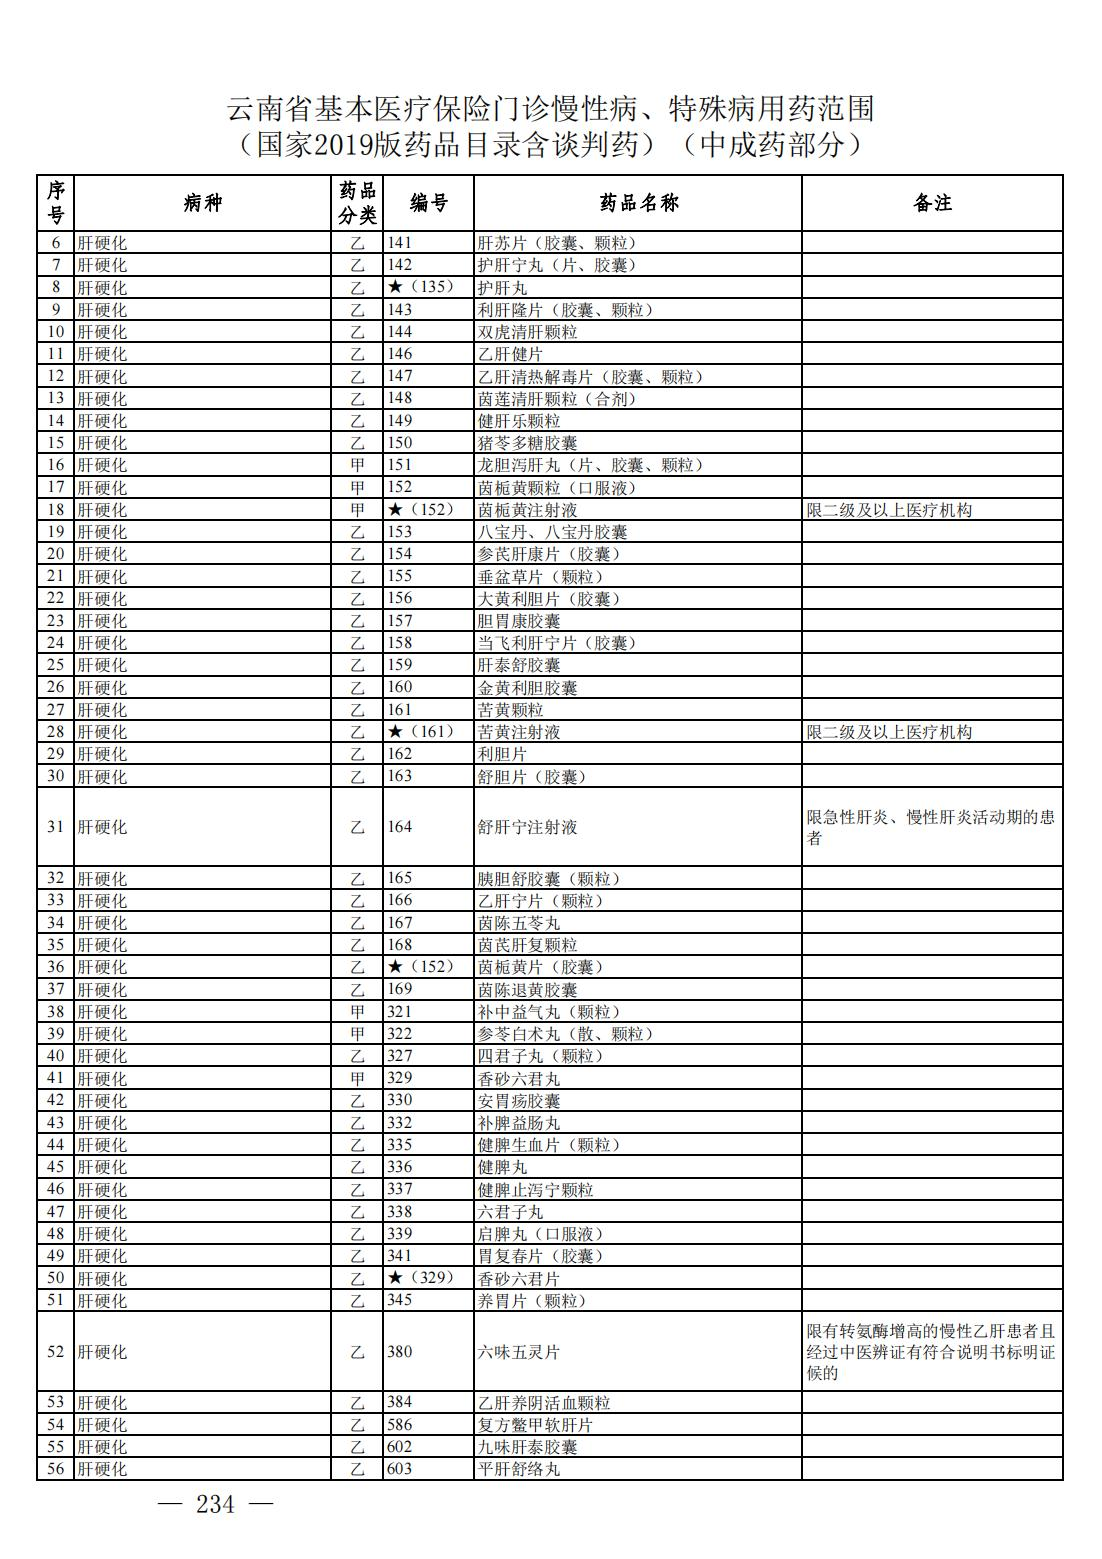 云南省基本医疗保险门诊慢性病、特殊病用药范围
（国家2019版药品目录含谈判药）（中成药部分）
序号 病种 药品分类 编号 药品名称 备注
6 肝硬化 乙 141 肝苏片（胶囊、颗粒）
7 肝硬化 乙 142 护肝宁丸（片、胶囊）
8 肝硬化 乙 ★（135） 护肝丸
9 肝硬化 乙 143 利肝隆片（胶囊、颗粒）
10 肝硬化 乙 144 双虎清肝颗粒
11 肝硬化 乙 146 乙肝健片
12 肝硬化 乙 147 乙肝清热解毒片（胶囊、颗粒）
13 肝硬化 乙 148 茵莲清肝颗粒（合剂）
14 肝硬化 乙 149 健肝乐颗粒
15 肝硬化 乙 150 猪苓多糖胶囊
16 肝硬化 甲 151 龙胆泻肝丸（片、胶囊、颗粒）
17 肝硬化 甲 152 茵栀黄颗粒（口服液）
18 肝硬化 甲 ★（152） 茵栀黄注射液 限二级及以上医疗机构
19 肝硬化 乙 153 八宝丹、八宝丹胶囊
20 肝硬化 乙 154 参芪肝康片（胶囊）
21 肝硬化 乙 155 垂盆草片（颗粒）
22 肝硬化 乙 156 大黄利胆片（胶囊）
23 肝硬化 乙 157 胆胃康胶囊
24 肝硬化 乙 158 当飞利肝宁片（胶囊）
25 肝硬化 乙 159 肝泰舒胶囊
26 肝硬化 乙 160 金黄利胆胶囊
27 肝硬化 乙 161 苦黄颗粒
28 肝硬化 乙 ★（161） 苦黄注射液 限二级及以上医疗机构
29 肝硬化 乙 162 利胆片
30 肝硬化 乙 163 舒胆片（胶囊）
31 肝硬化 乙 164 舒肝宁注射液 限急性肝炎、慢性肝炎活动期的患
者
32 肝硬化 乙 165 胰胆舒胶囊（颗粒）
33 肝硬化 乙 166 乙肝宁片（颗粒）
34 肝硬化 乙 167 茵陈五苓丸
35 肝硬化 乙 168 茵芪肝复颗粒
36 肝硬化 乙 ★（152） 茵栀黄片（胶囊）
37 肝硬化 乙 169 茵陈退黄胶囊
38 肝硬化 甲 321 补中益气丸（颗粒）
39 肝硬化 甲 322 参苓白术丸（散、颗粒）
40 肝硬化 乙 327 四君子丸（颗粒）
41 肝硬化 甲 329 香砂六君丸
42 肝硬化 乙 330 安胃疡胶囊
43 肝硬化 乙 332 补脾益肠丸
44 肝硬化 乙 335 健脾生血片（颗粒）
45 肝硬化 乙 336 健脾丸
46 肝硬化 乙 337 健脾止泻宁颗粒
47 肝硬化 乙 338 六君子丸
48 肝硬化 乙 339 启脾丸（口服液）
49 肝硬化 乙 341 胃复春片（胶囊）
50 肝硬化 乙 ★（329） 香砂六君片
51 肝硬化 乙 345 养胃片（颗粒）
52 肝硬化 乙 380 六味五灵片 限有转氨酶增高的慢性乙肝患者且
经过中医辨证有符合说明书标明证
候的
53 肝硬化 乙 384 乙肝养阴活血颗粒
54 肝硬化 乙 586 复方鳖甲软肝片
55 肝硬化 乙 602 九味肝泰胶囊
56 肝硬化 乙 603 平肝舒络丸
— 234 —